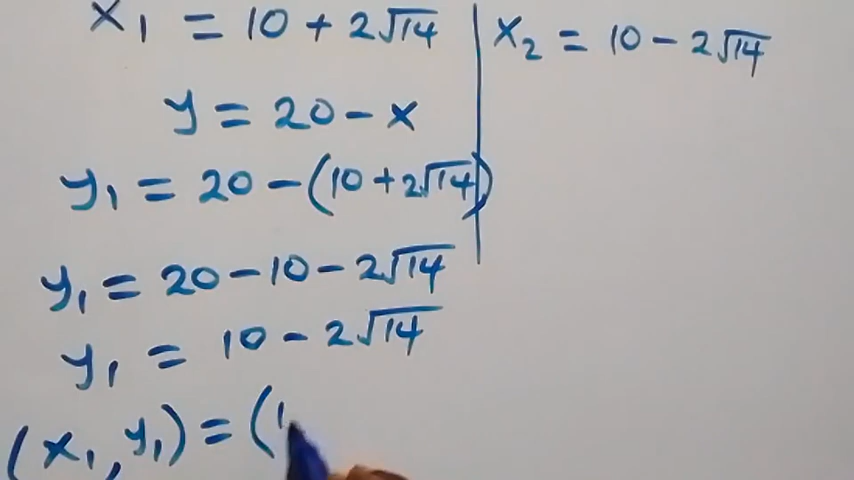 x₁ = 10 + 2√14
x₂ = 10 - 2√14
y = 20 - x
y₁ = 20 - (10 + 2√14)
y₁ = 20 - 10 - 2√14
y₁ = 10 - 2√14
(x₁, y₁) = (1